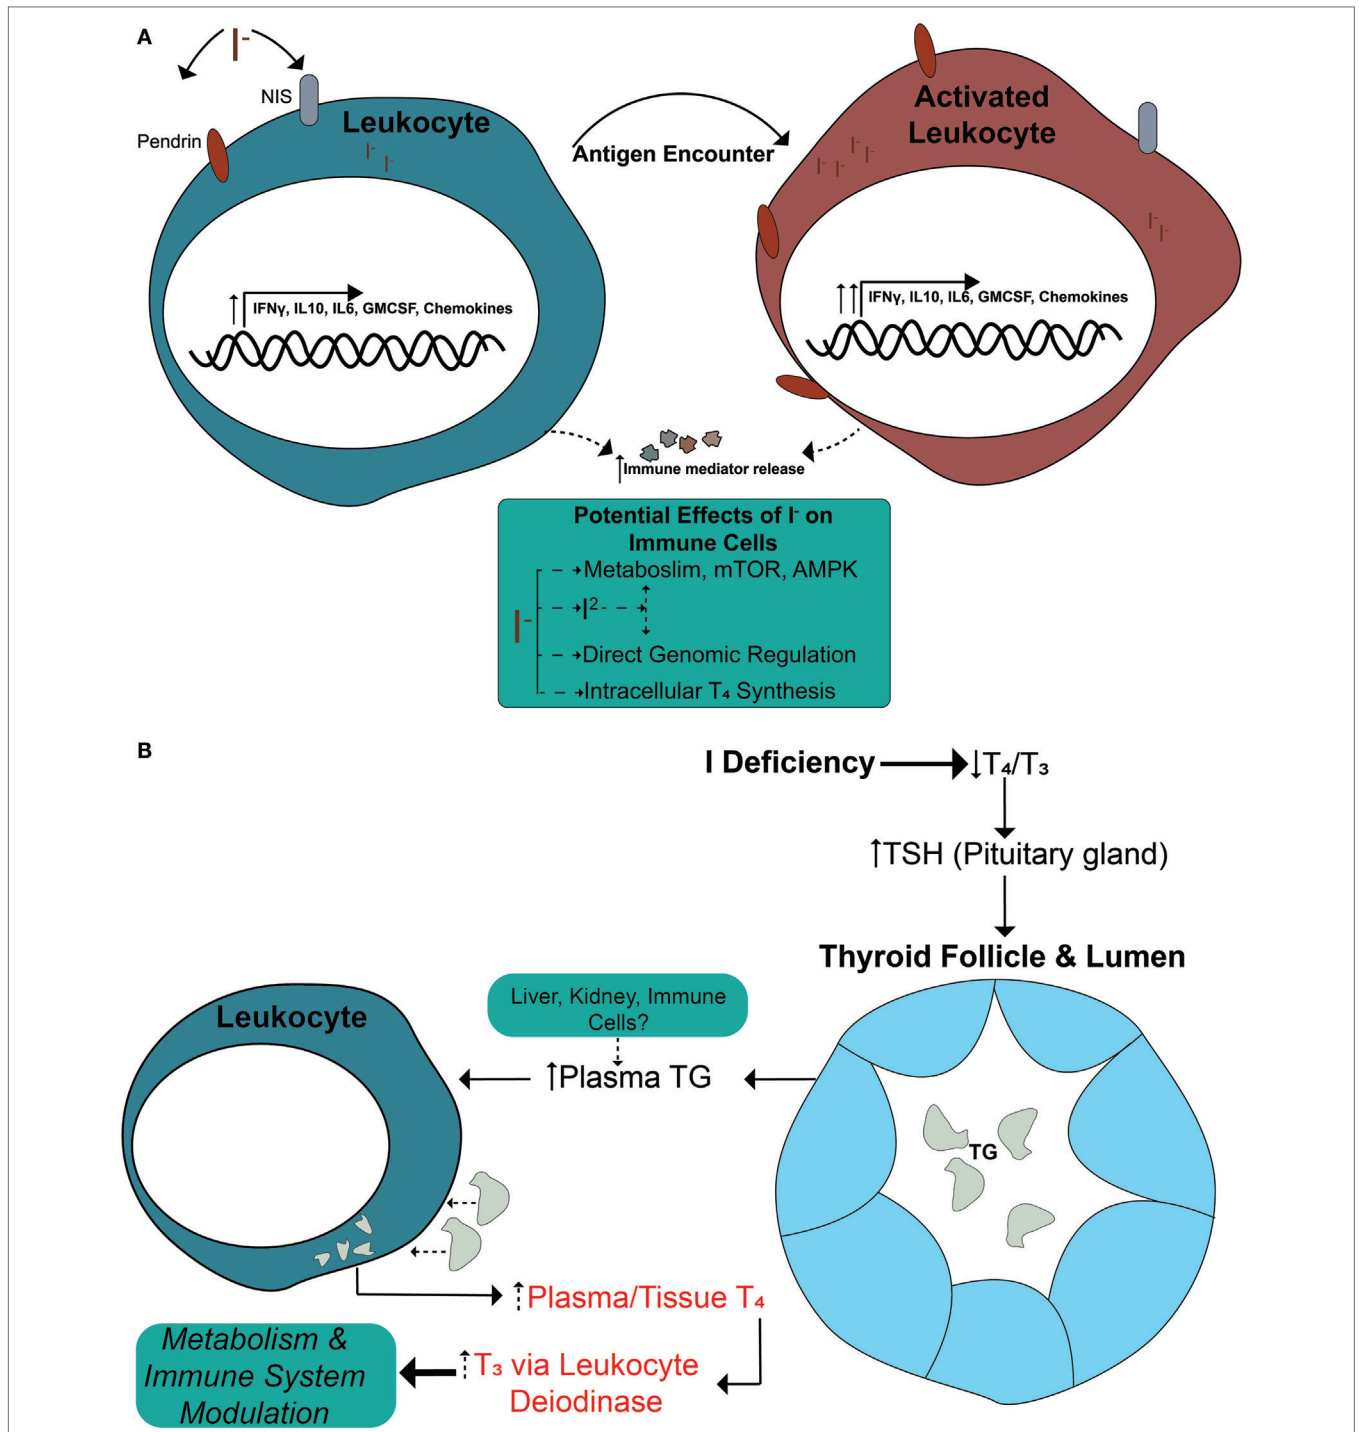 A
I-
NIS
Pendrin
Leukocyte
I-
I-
Antigen Encounter
Activated
Leukocyte
I-
I-
I-
I-
I-
I-
IFNγ, IL10, IL6, GMCSF, Chemokines
IFNγ, IL10, IL6, GMCSF, Chemokines
↑Immune mediator release
Potential Effects of I- on
Immune Cells
Metaboslim, mTOR, AMPK
I2
I-
Direct Genomic Regulation
Intracellular T4 Synthesis
B
I Deficiency
↓T4/T3
↑TSH (Pituitary gland)
Thyroid Follicle & Lumen
Liver, Kidney, Immune
Cells?
Leukocyte
↑Plasma TG
TG
↑Plasma/Tissue T4
↑T3 via Leukocyte
Deiodinase
Metabolism &
Immune System
Modulation